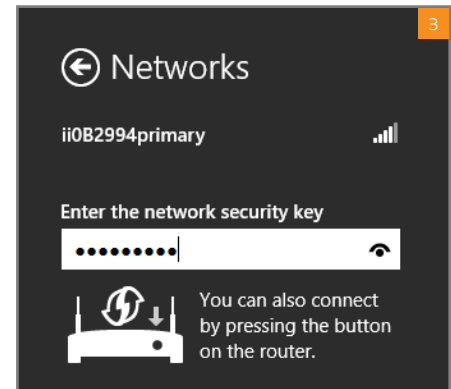 3
Networks
ii0B2994primary
Enter the network security key
•••••••••
You can also connect
by pressing the button
on the router.